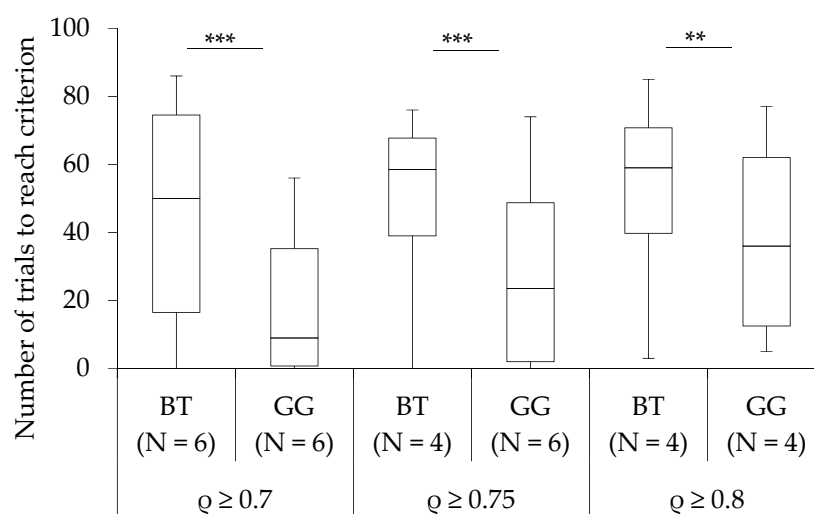 Number of trials to reach criterion
100
80
60
40
20
0
*** *** **
BT GG BT GG BT GG
(N = 6) (N = 6) (N = 4) (N = 6) (N = 4) (N = 4)
ϱ ≥ 0.7 ϱ ≥ 0.75 ϱ ≥ 0.8